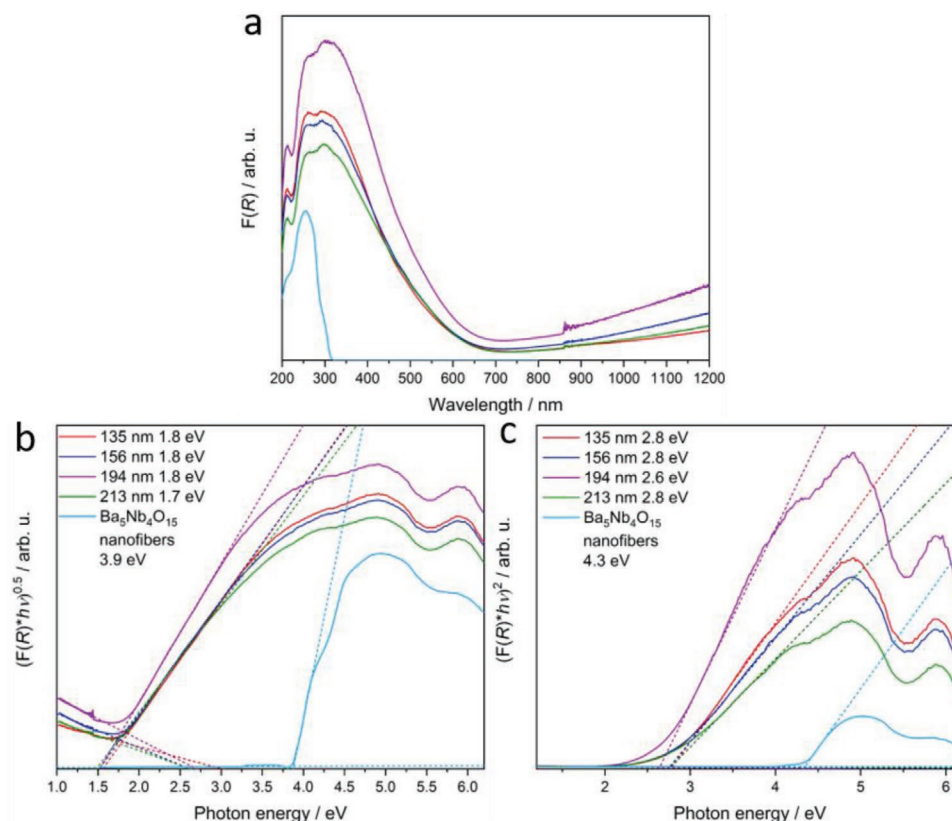 a
F(R) / arb. u.
200 300 400 500 600 700 800 900 1000 1100 1200
Wavelength / nm
b
135 nm 1.8 eV
156 nm 1.8 eV
194 nm 1.8 eV
213 nm 1.7 eV
Ba₅Nb₄O₁₅
nanofibers
3.9 eV
(F(R)*hν)⁰·⁵ / arb. u.
1.0 1.5 2.0 2.5 3.0 3.5 4.0 4.5 5.0 5.5 6.0
Photon energy / eV
c
135 nm 2.8 eV
156 nm 2.8 eV
194 nm 2.6 eV
213 nm 2.8 eV
Ba₅Nb₄O₁₅
nanofibers
4.3 eV
(F(R)*hν)² / arb. u.
2 3 4 5 6
Photon energy / eV